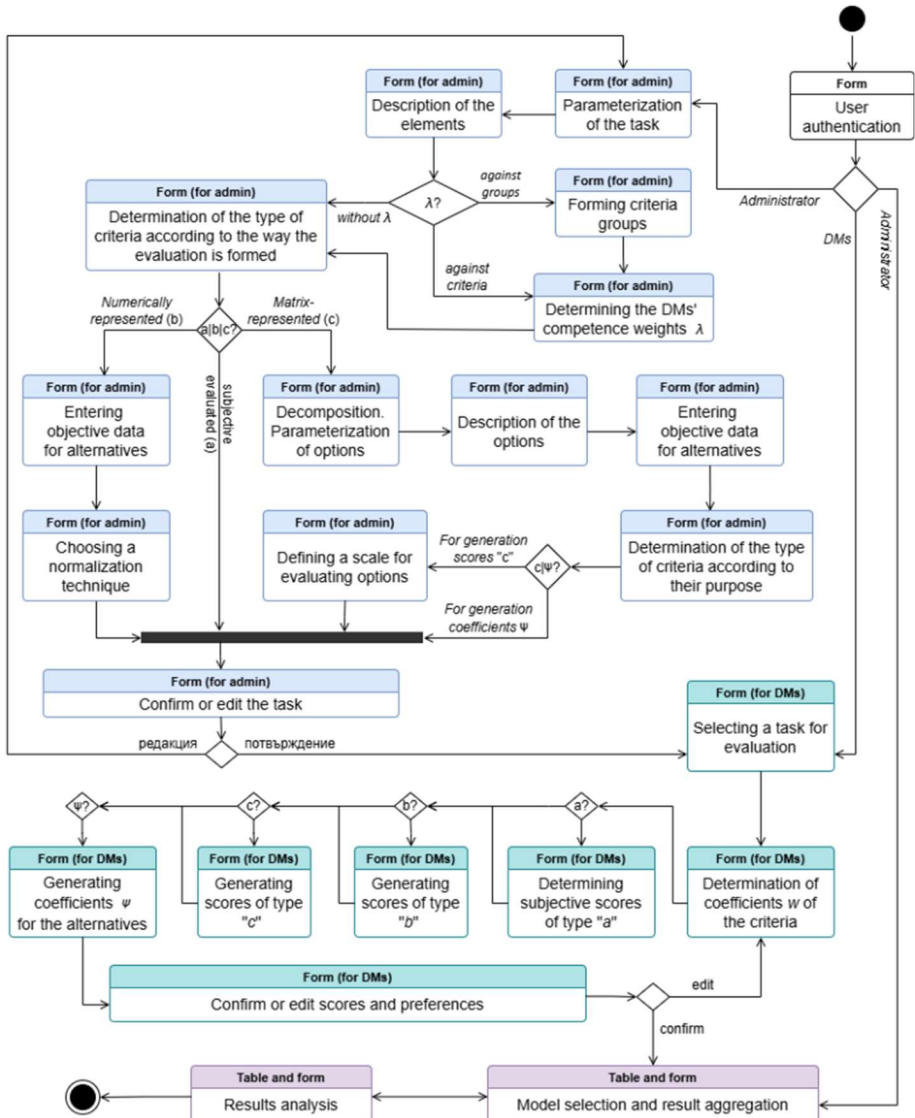 Form
User
authentication
Administrator
DMs
Administrator
Form (for admin)
Parameterization
of the task
Form (for admin)
Description of the
elements
λ?
against
groups
without λ
against
criteria
Form (for admin)
Forming criteria
groups
Form (for admin)
Determining the DMs'
competence weights λ
Form (for admin)
Determination of the type of
criteria according to the way the
evaluation is formed
Numerically
represented (b)
Matrix-
represented (c)
a|b|c?
subjective
evaluated (a)
Form (for admin)
Entering
objective data
for alternatives
Form (for admin)
Decomposition.
Parameterization
of options
Form (for admin)
Description of the
options
Form (for admin)
Entering
objective data
for alternatives
Form (for admin)
Choosing a
normalization
technique
Form (for admin)
Defining a scale for
evaluating options
For generation
scores "c"
c|Ψ?
For generation
coefficients Ψ
Form (for admin)
Determination of the type
of criteria according to
their purpose
Form (for admin)
Confirm or edit the task
редакция
потвърждение
Form (for DMs)
Selecting a task for
evaluation
Ψ?
c?
b?
a?
Form (for DMs)
Generating
coefficients Ψ
for the alternatives
Form (for DMs)
Generating
scores of type
"c"
Form (for DMs)
Generating
scores of type
"b"
Form (for DMs)
Determining
subjective scores
of type "a"
Form (for DMs)
Determination of
coefficients w of
the criteria
Form (for DMs)
Confirm or edit scores and preferences
edit
confirm
Table and form
Results analysis
Table and form
Model selection and result aggregation